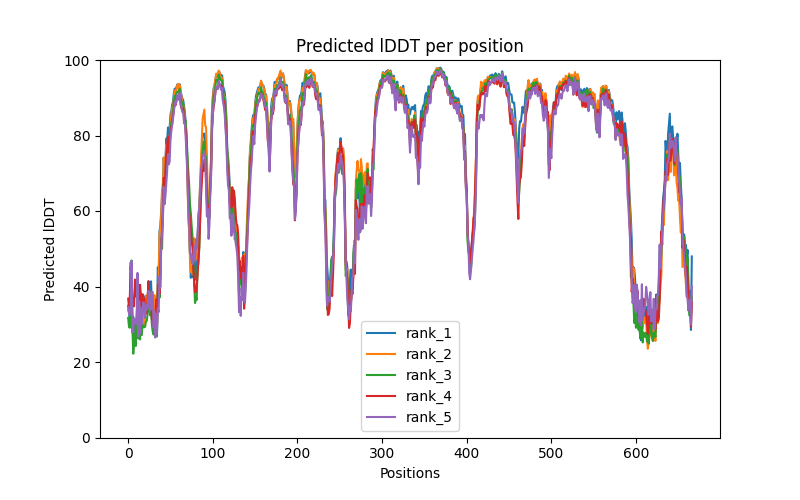 Predicted lDDT per position
100
80
60
40
20
0
Predicted lDDT
0 100 200 300 400 500 600
Positions
rank_1
rank_2
rank_3
rank_4
rank_5